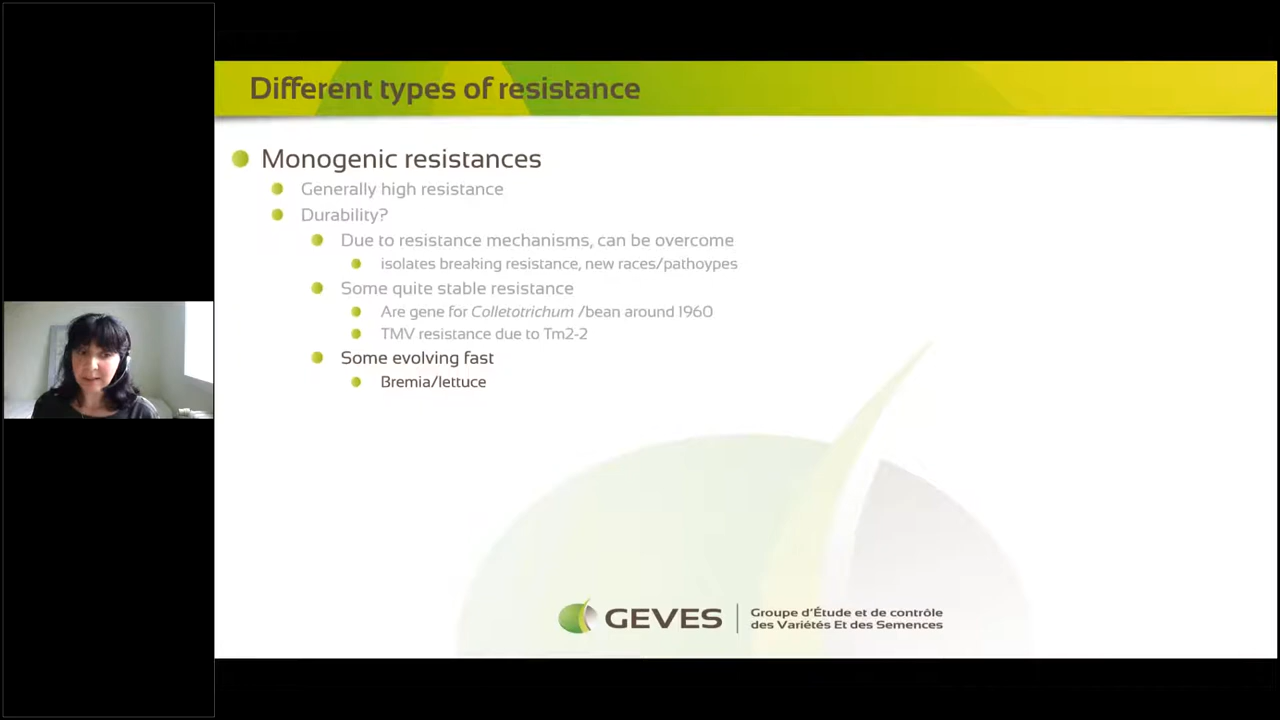 Different types of resistance
Monogenic resistances
Generally high resistance
Durability?
Due to resistance mechanisms, can be overcome
isolates breaking resistance, new races/pathoypes
Some quite stable resistance
Are gene for Colletotrichum /bean around 1960
TMV resistance due to Tm2-2
Some evolving fast
Bremia/lettuce
GEVES
Groupe d'Étude et de contrôle
des Variétés Et des Semences